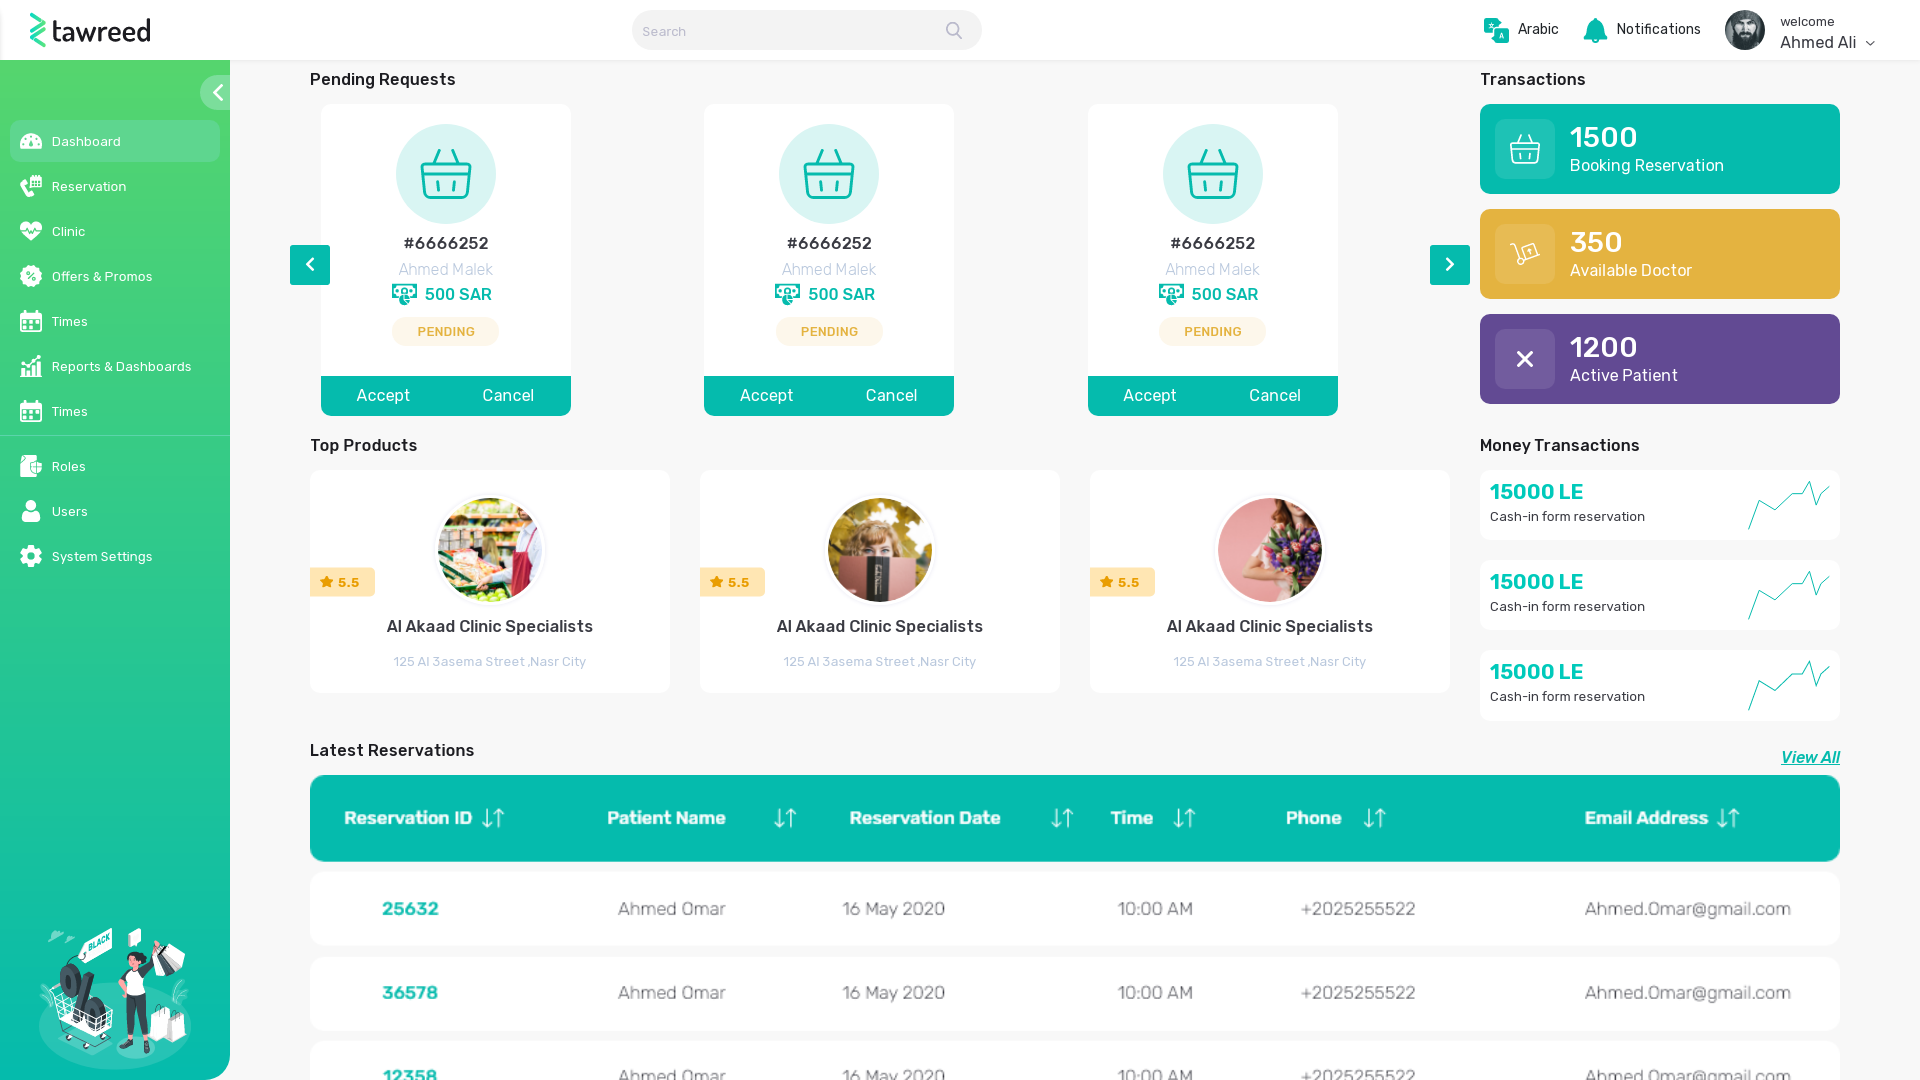 tawreed
Search
Arabic
Notifications
welcome
Ahmed Ali
Dashboard
Reservation
Clinic
Offers & Promos
Times
Reports & Dashboards
Times
Roles
Users
System Settings
BLACK
%
Pending Requests
#6666252
Ahmed Malek
500 SAR
PENDING
Accept Cancel
#6666252
Ahmed Malek
500 SAR
PENDING
Accept Cancel
#6666252
Ahmed Malek
500 SAR
PENDING
Accept Cancel
Transactions
1500
Booking Reservation
350
Available Doctor
1200
Active Patient
Top Products
5.5
Al Akaad Clinic Specialists
125 Al 3asema Street ,Nasr City
5.5
Al Akaad Clinic Specialists
125 Al 3asema Street ,Nasr City
5.5
Al Akaad Clinic Specialists
125 Al 3asema Street ,Nasr City
Money Transactions
15000 LE
Cash-in form reservation
15000 LE
Cash-in form reservation
15000 LE
Cash-in form reservation
Latest Reservations
View All
Reservation ID Patient Name Reservation Date Time Phone Email Address
25632 Ahmed Omar 16 May 2020 10:00 AM +2025255522 Ahmed.Omar@gmail.com
36578 Ahmed Omar 16 May 2020 10:00 AM +2025255522 Ahmed.Omar@gmail.com
12358 Ahmed Omar 16 May 2020 10:00 AM +2025255522 Ahmed.Omar@gmail.com